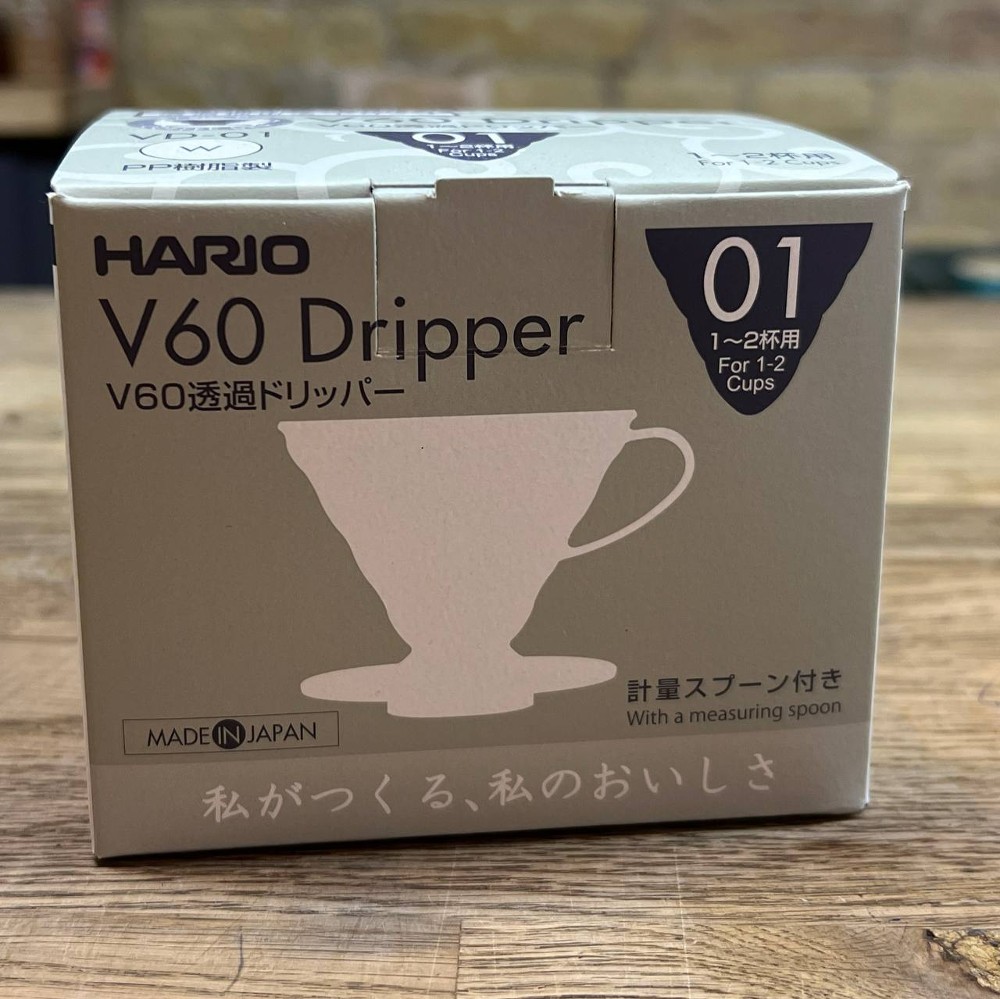 VD-01
W
PP樹脂製
V60 Dripper
01
1〜2杯用
For 1-2
Cups
1〜2杯用
For 1-2 Cups
HARIO
V60 Dripper
V60透過ドリッパー
01
1〜2杯用
For 1-2
Cups
計量スプーン付き
With a measuring spoon
MADE IN JAPAN
私がつくる、私のおいしさ